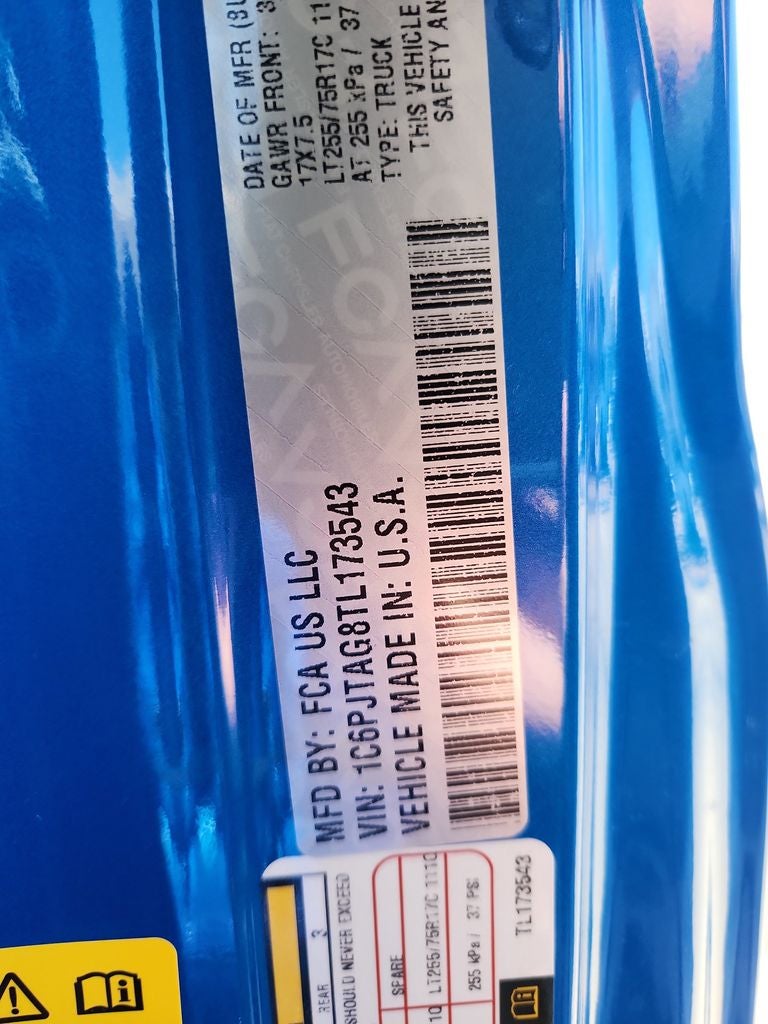 MFD BY: FCA US LLC
VIN: 1C6PJTAG8TL173543
VEHICLE MADE IN: U.S.A.
DATE OF MFR
GAWR FRONT:
17X7.5
LT255/75R17C
AT 255 kPa / 37
TYPE: TRUCK
THIS VEHICLE
SAFETY
FCA
REAR
3
SHOULD NEVER EXCEED
SPARE
LT255/75R17C
255 kPa / 37 PSI
TL173543